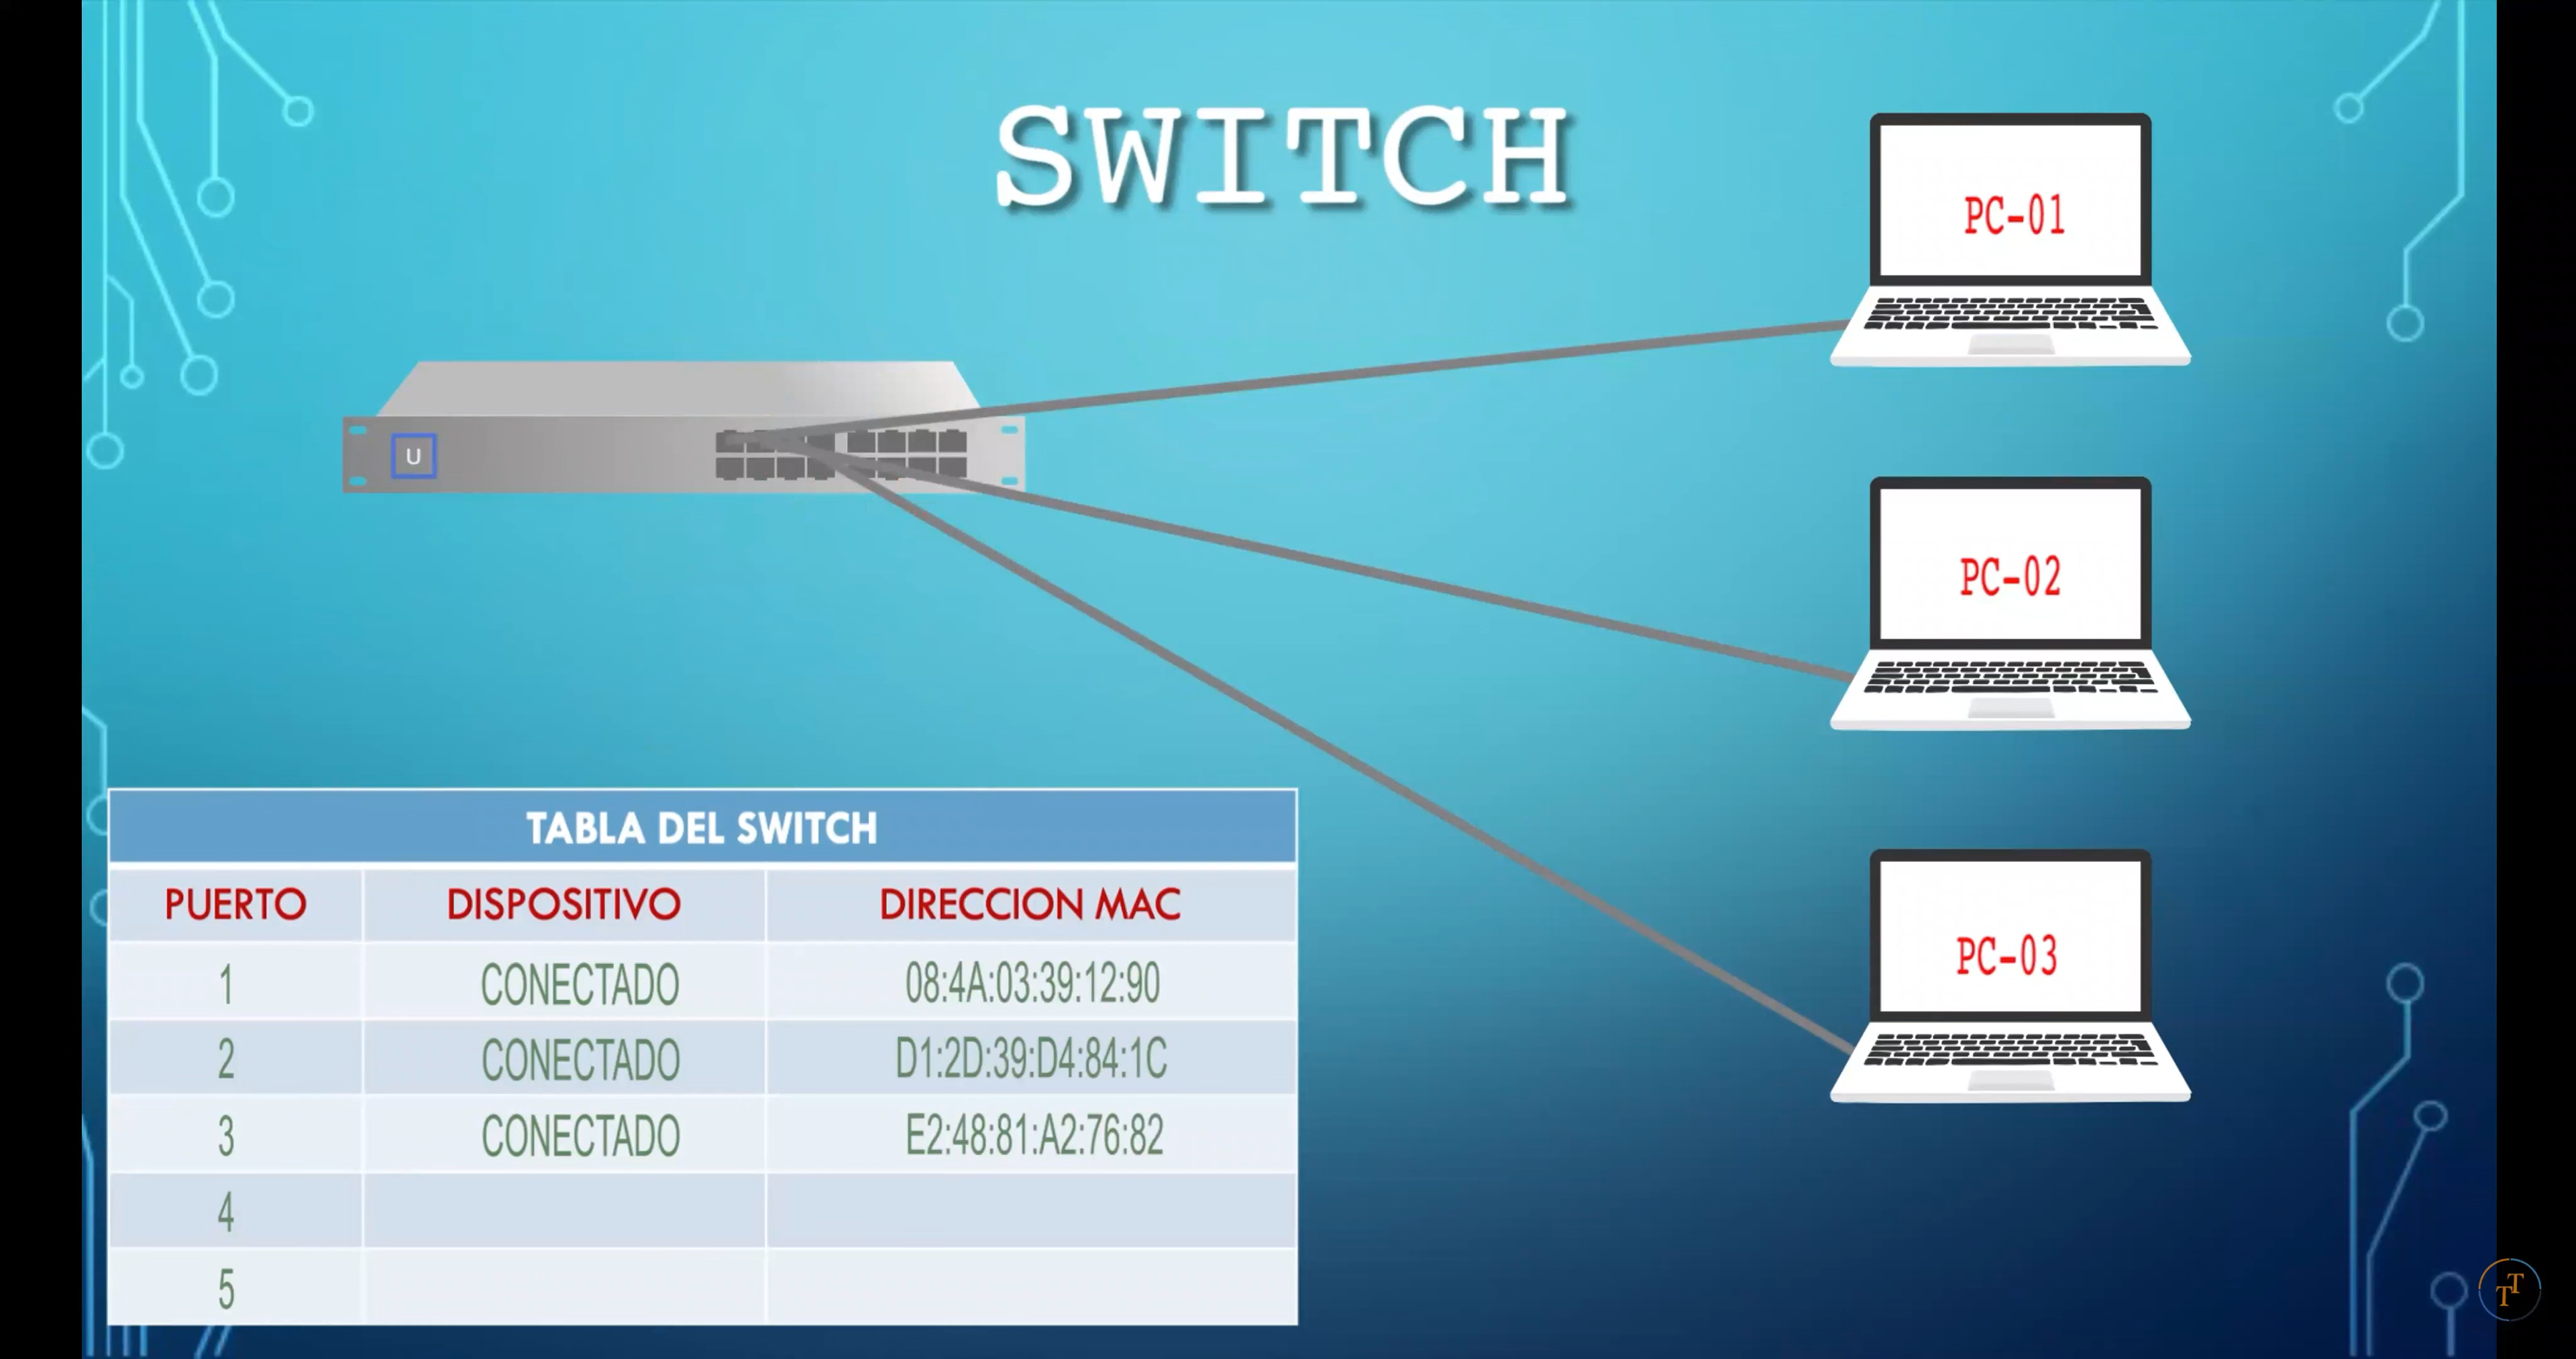 SWITCH
PC-01
U
PC-02
PC-03
TABLA DEL SWITCH
PUERTO DISPOSITIVO DIRECCION MAC
1 CONECTADO 08:4A:03:39:12:90
2 CONECTADO D1:2D:39:D4:84:1C
3 CONECTADO E2:48:81:A2:76:82
4
5
TT